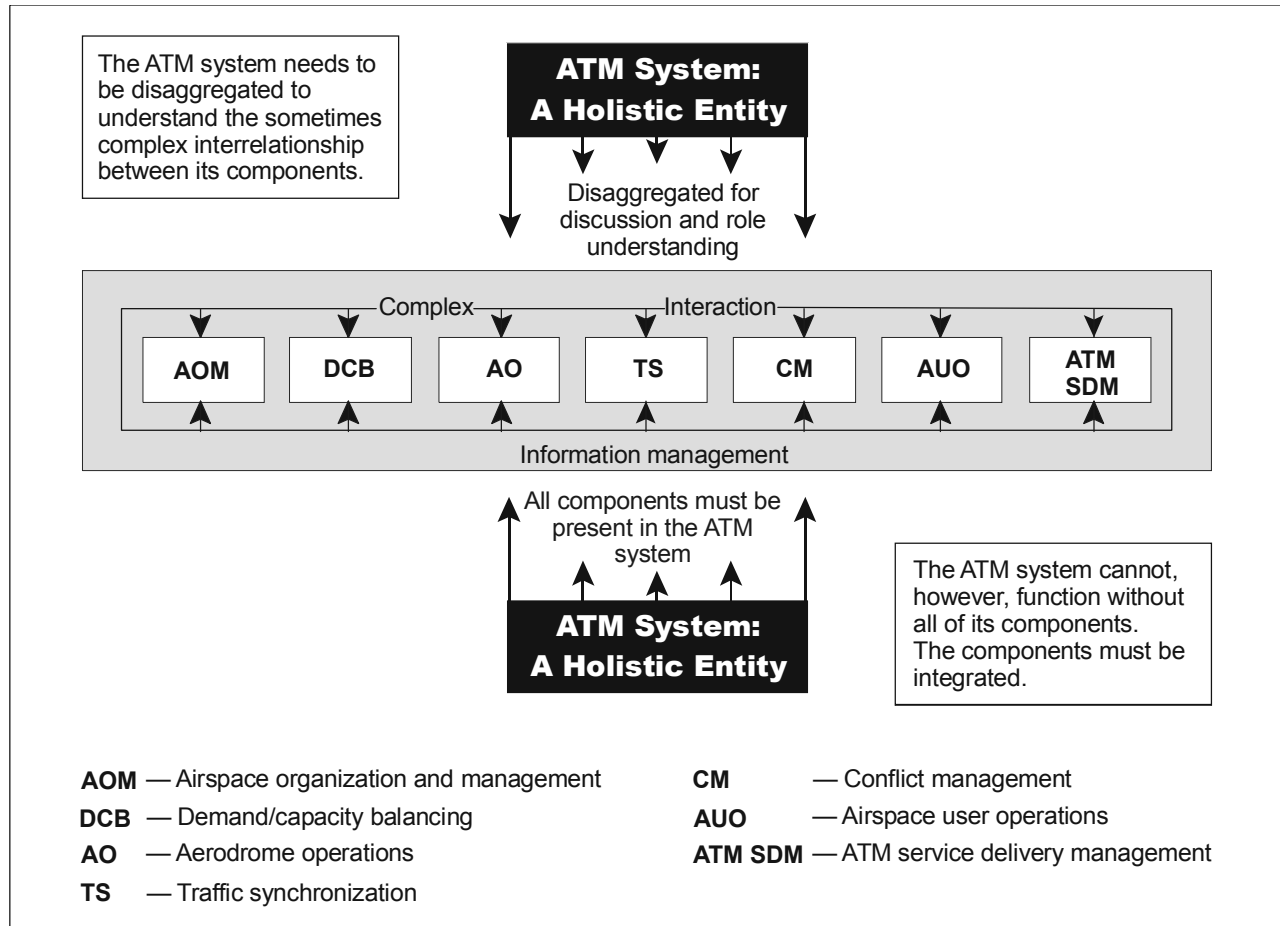 The ATM system needs to
be disaggregated to
understand the sometimes
complex interrelationship
between its components.
ATM System:
A Holistic Entity
Disaggregated for
discussion and role
understanding
Complex Interaction
AOM DCB AO TS CM AUO ATM
SDM
Information management
All components must be
present in the ATM
system
ATM System:
A Holistic Entity
The ATM system cannot,
however, function without
all of its components.
The components must be
integrated.
AOM — Airspace organization and management
DCB — Demand/capacity balancing
AO — Aerodrome operations
TS — Traffic synchronization
CM — Conflict management
AUO — Airspace user operations
ATM SDM — ATM service delivery management